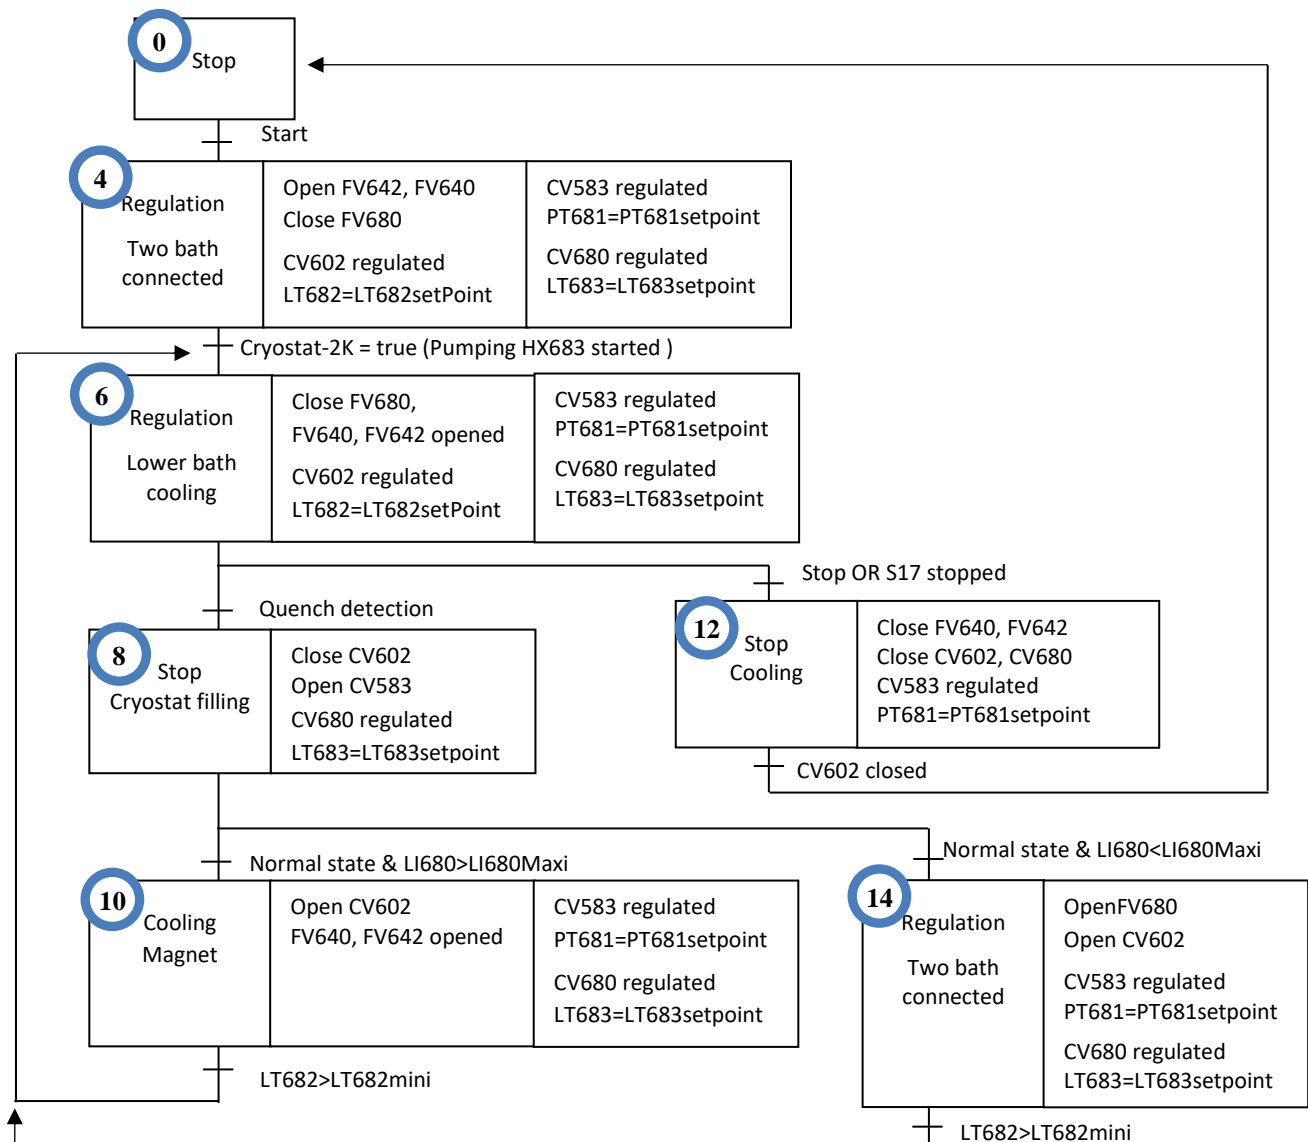 0
Stop
Start
4
Regulation
Two bath
connected
Open FV642, FV640
Close FV680
CV602 regulated
LT682=LT682setPoint
CV583 regulated
PT681=PT681setpoint
CV680 regulated
LT683=LT683setpoint
Cryostat-2K = true (Pumping HX683 started )
6
Regulation
Lower bath
cooling
Close FV680,
FV640, FV642 opened
CV602 regulated
LT682=LT682setPoint
CV583 regulated
PT681=PT681setpoint
CV680 regulated
LT683=LT683setpoint
Quench detection
Stop OR S17 stopped
8
Stop
Cryostat filling
Close CV602
Open CV583
CV680 regulated
LT683=LT683setpoint
12
Stop
Cooling
Close FV640, FV642
Close CV602, CV680
CV583 regulated
PT681=PT681setpoint
CV602 closed
Normal state & LI680>LI680Maxi
Normal state & LI680<LI680Maxi
10
Cooling
Magnet
Open CV602
FV640, FV642 opened
CV583 regulated
PT681=PT681setpoint
CV680 regulated
LT683=LT683setpoint
LT682>LT682mini
14
Regulation
Two bath
connected
OpenFV680
Open CV602
CV583 regulated
PT681=PT681setpoint
CV680 regulated
LT683=LT683setpoint
LT682>LT682mini